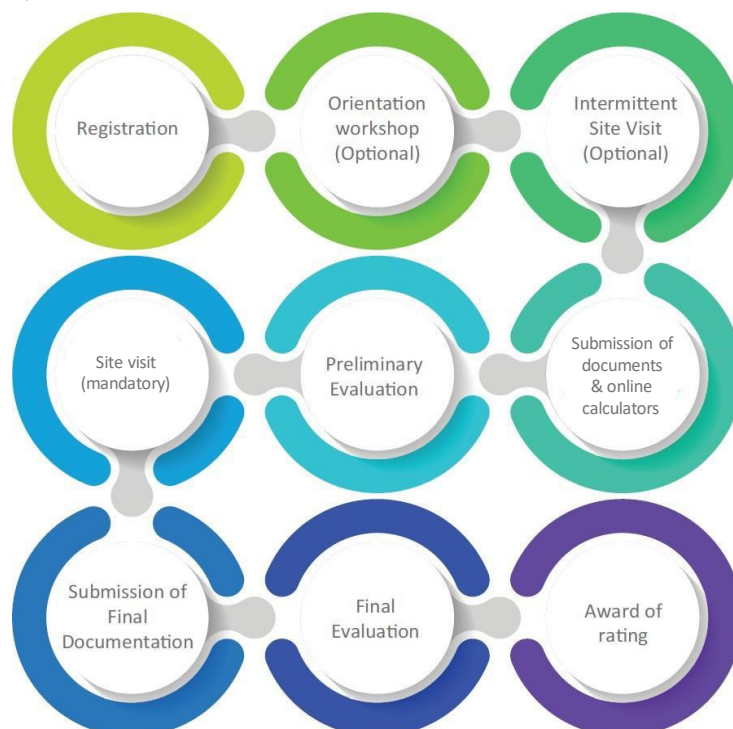 Registration
Orientation
workshop
(Optional)
Intermittent
Site Visit
(Optional)
Submission of
documents
& online
calculators
Preliminary
Evaluation
Site visit
(mandatory)
Submission of
Final
Documentation
Final
Evaluation
Award of
rating